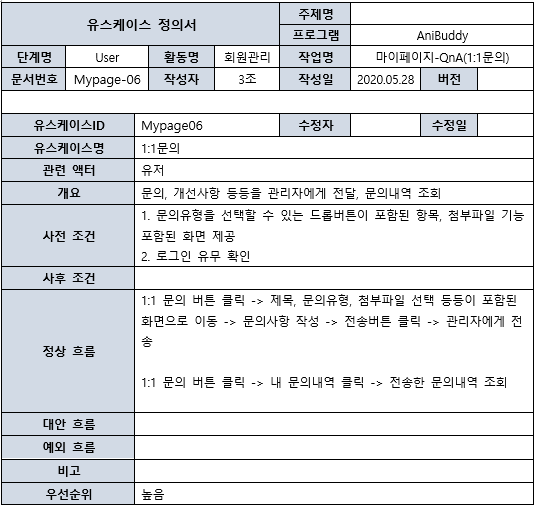 유스케이스 정의서
주제명
프로그램 AniBuddy
단계명 User 활동명 회원관리 작업명 마이페이지-QnA(1:1문의)
문서번호 Mypage-06 작성자 3조 작성일 2020.05.28 버전
유스케이스ID Mypage06 수정자 수정일
유스케이스명 1:1문의
관련 액터 유저
개요 문의, 개선사항 등등을 관리자에게 전달, 문의내역 조회
사전 조건
1. 문의유형을 선택할 수 있는 드롭버튼이 포함된 항목, 첨부파일 기능
포함된 화면 제공
2. 로그인 유무 확인
사후 조건
정상 흐름
1:1 문의 버튼 클릭 -> 제목, 문의유형, 첨부파일 선택 등등이 포함된
화면으로 이동 -> 문의사항 작성 -> 전송버튼 클릭 -> 관리자에게 전
송
1:1 문의 버튼 클릭 -> 내 문의내역 클릭 -> 전송한 문의내역 조회
대안 흐름
예외 흐름
비고
우선순위 높음